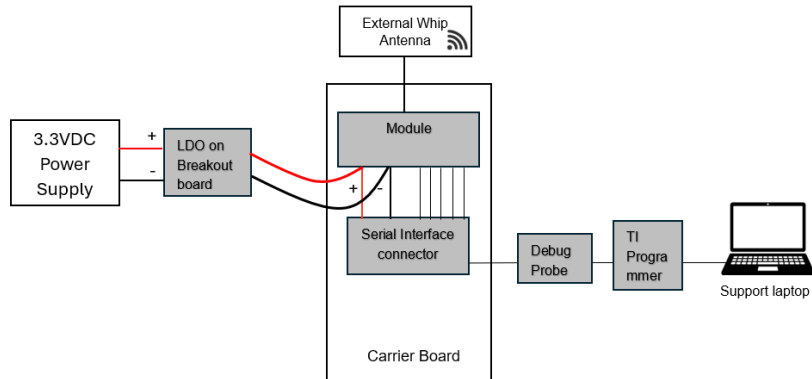 External Whip
Antenna
3.3VDC
Power
Supply
+
-
LDO on
Breakout
board
Module
+
-
Serial Interface
connector
Debug
Probe
TI
Progra
mmer
Support laptop
Carrier Board